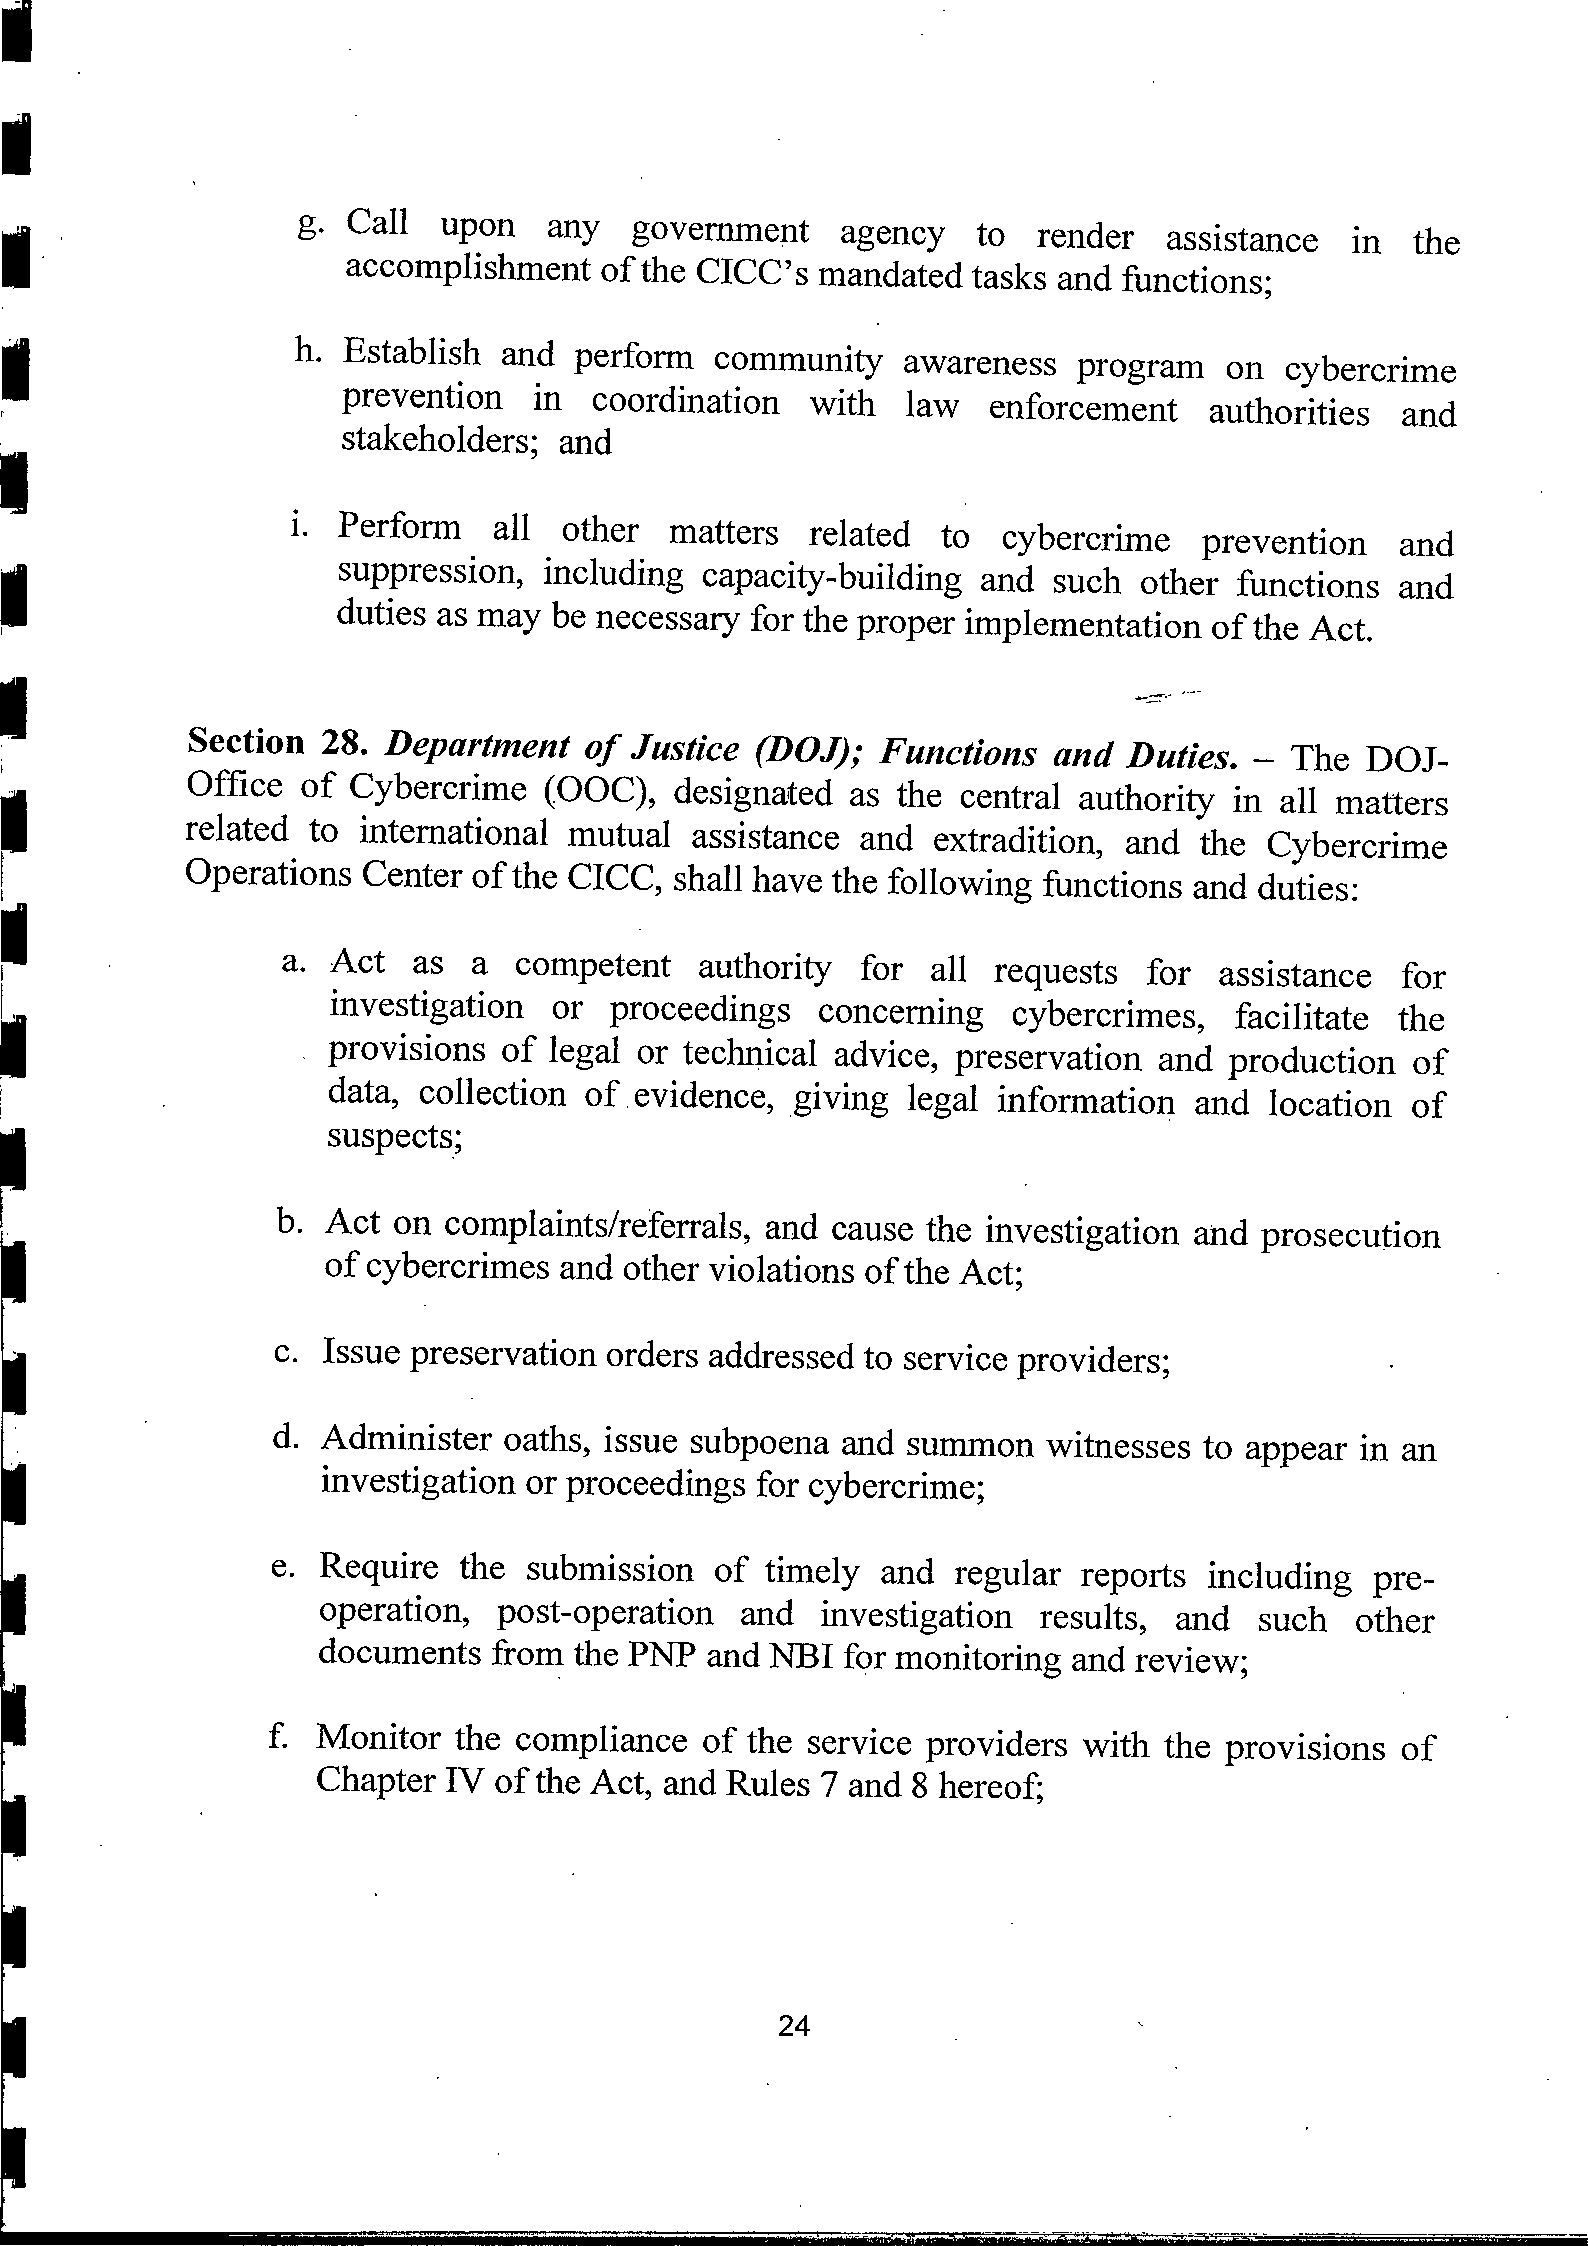 g. Call upon any government agency to render assistance in the
accomplishment of the CICC's mandated tasks and functions;
h. Establish and perform community awareness program on cybercrime
prevention in coordination with law enforcement authorities and
stakeholders; and
i. Perform all other matters related to cybercrime prevention and
suppression, including capacity-building and such other functions and
duties as may be necessary for the proper implementation of the Act.
Section 28. Department of Justice (DOJ); Functions and Duties. – The DOJ-
Office of Cybercrime (OOC), designated as the central authority in all matters
related to international mutual assistance and extradition, and the Cybercrime
Operations Center of the CICC, shall have the following functions and duties:
a. Act as a competent authority for all requests for assistance for
investigation or proceedings concerning cybercrimes, facilitate the
provisions of legal or technical advice, preservation and production of
data, collection of evidence, giving legal information and location of
suspects;
b. Act on complaints/referrals, and cause the investigation and prosecution
of cybercrimes and other violations of the Act;
c. Issue preservation orders addressed to service providers;
d. Administer oaths, issue subpoena and summon witnesses to appear in an
investigation or proceedings for cybercrime;
e. Require the submission of timely and regular reports including pre-
operation, post-operation and investigation results, and such other
documents from the PNP and NBI for monitoring and review;
f. Monitor the compliance of the service providers with the provisions of
Chapter IV of the Act, and Rules 7 and 8 hereof;
24